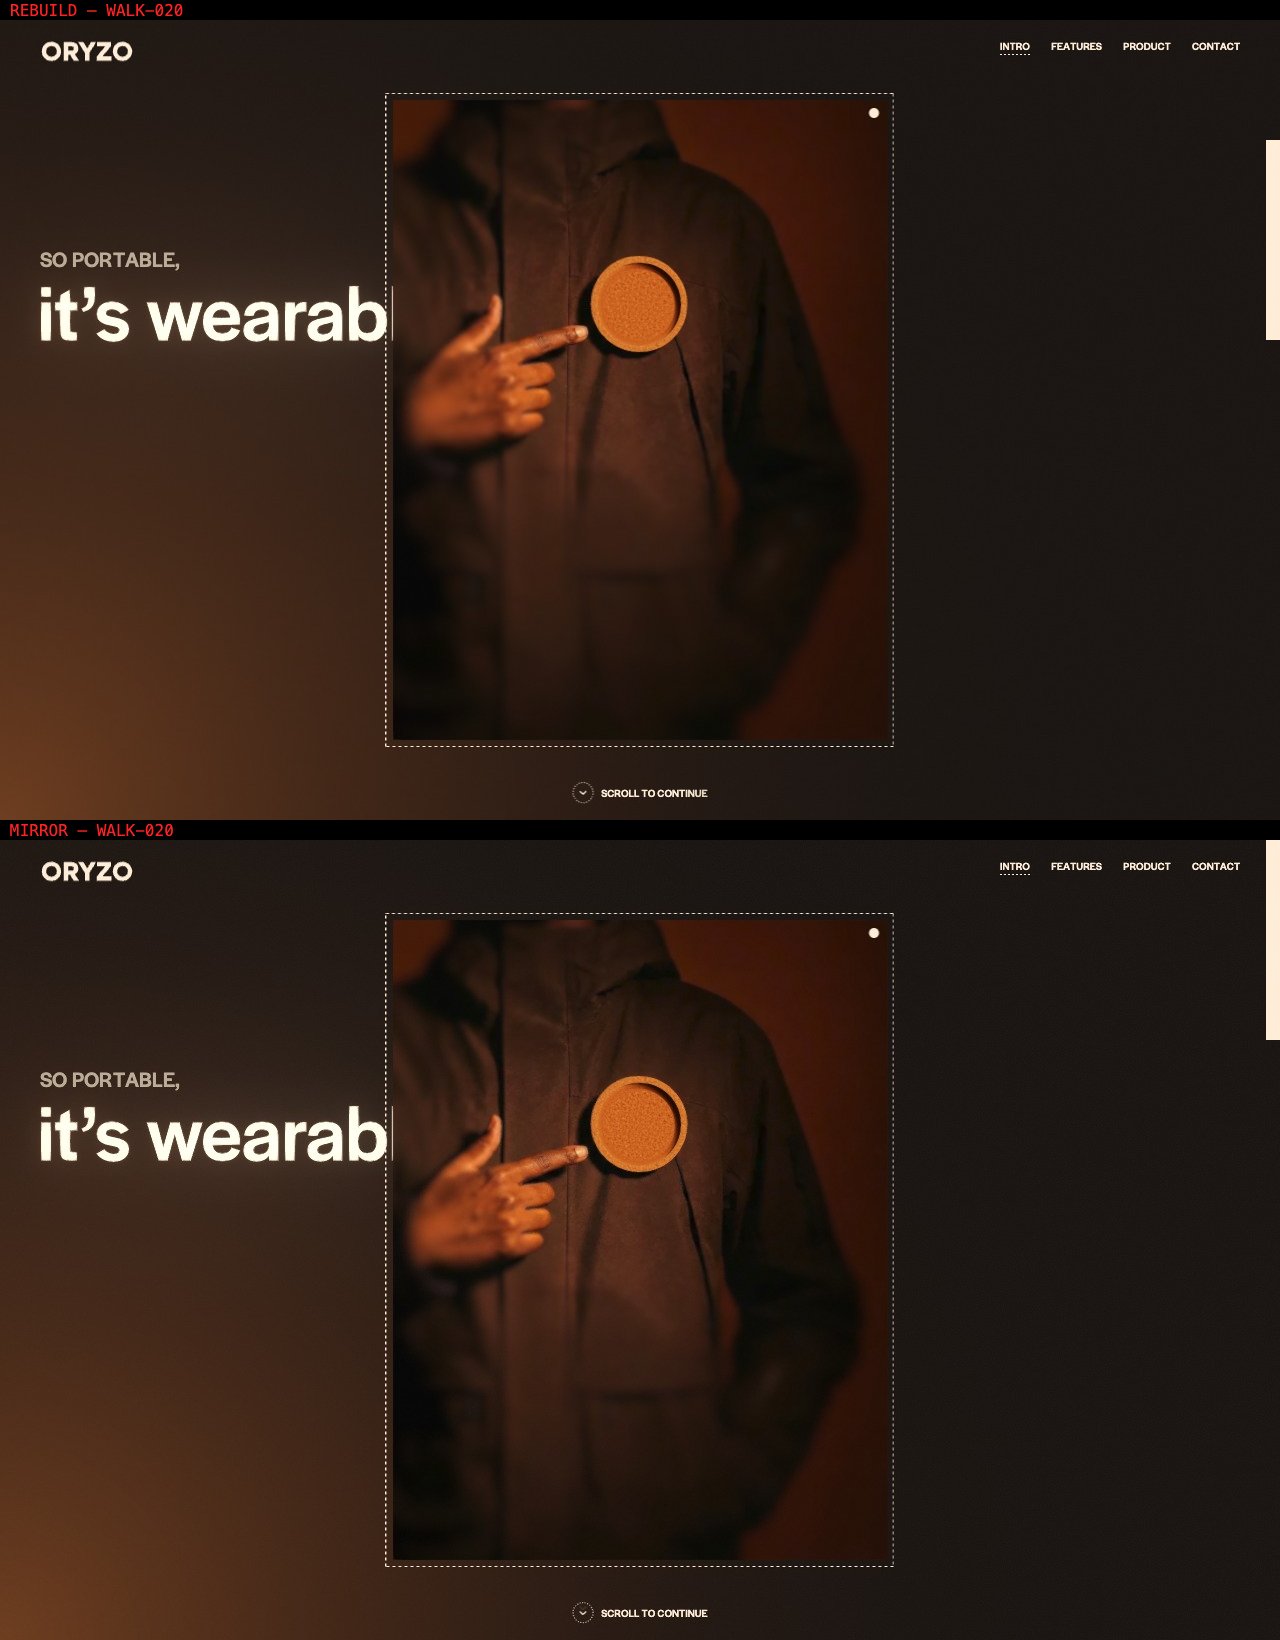 REBUILD — WALK-020
ORYZO
INTRO FEATURES PRODUCT CONTACT
SO PORTABLE,
it’s wearab
SCROLL TO CONTINUE
MIRROR — WALK-020
ORYZO
INTRO FEATURES PRODUCT CONTACT
SO PORTABLE,
it’s wearab
SCROLL TO CONTINUE